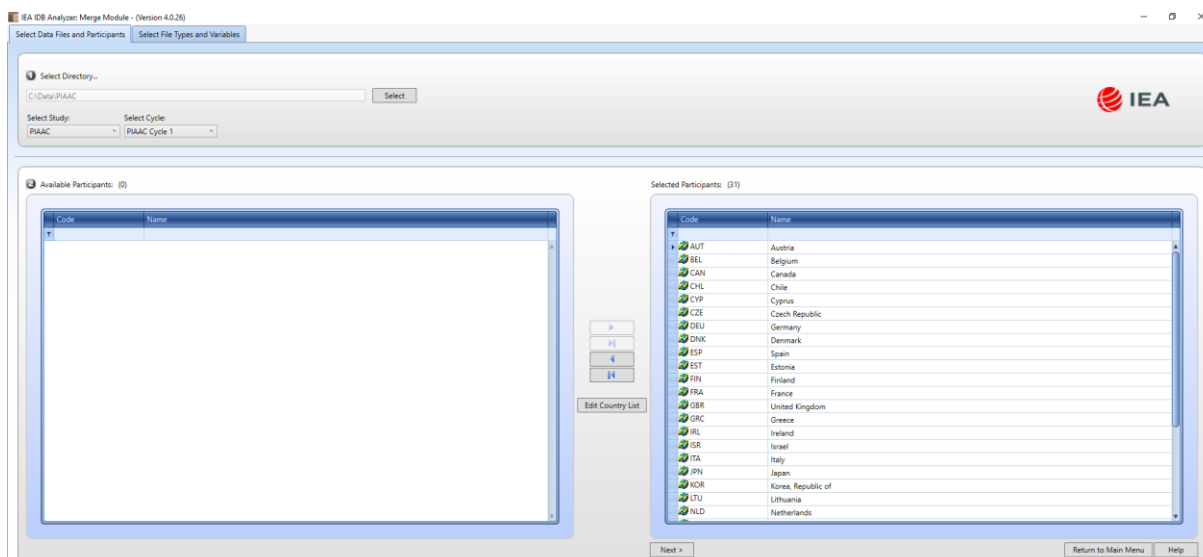 IEA IDB Analyzer: Merge Module - (Version 4.0.26)
Select Data Files and Participants Select File Types and Variables
1 Select Directory...
C:\Data\PIAAC Select
IEA
Select Study: Select Cycle:
PIAAC PIAAC Cycle 1
2 Available Participants: (0)
Code Name
Edit Country List
Selected Participants: (31)
Code Name
AUT Austria
BEL Belgium
CAN Canada
CHL Chile
CYP Cyprus
CZE Czech Republic
DEU Germany
DNK Denmark
ESP Spain
EST Estonia
FIN Finland
FRA France
GBR United Kingdom
GRC Greece
IRL Ireland
ISR Israel
ITA Italy
JPN Japan
KOR Korea, Republic of
LTU Lithuania
NLD Netherlands
Next > Return to Main Menu Help